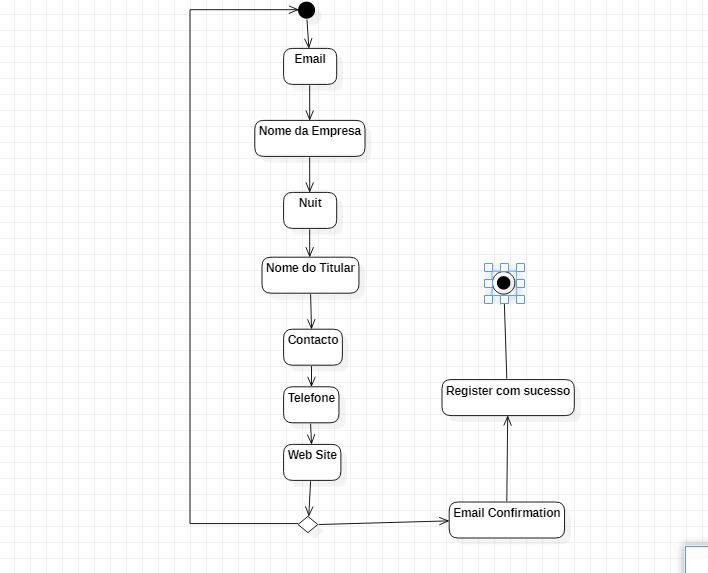 Email
Nome da Empresa
Nuit
Nome do Titular
Contacto
Telefone
Web Site
Email Confirmation
Register com sucesso